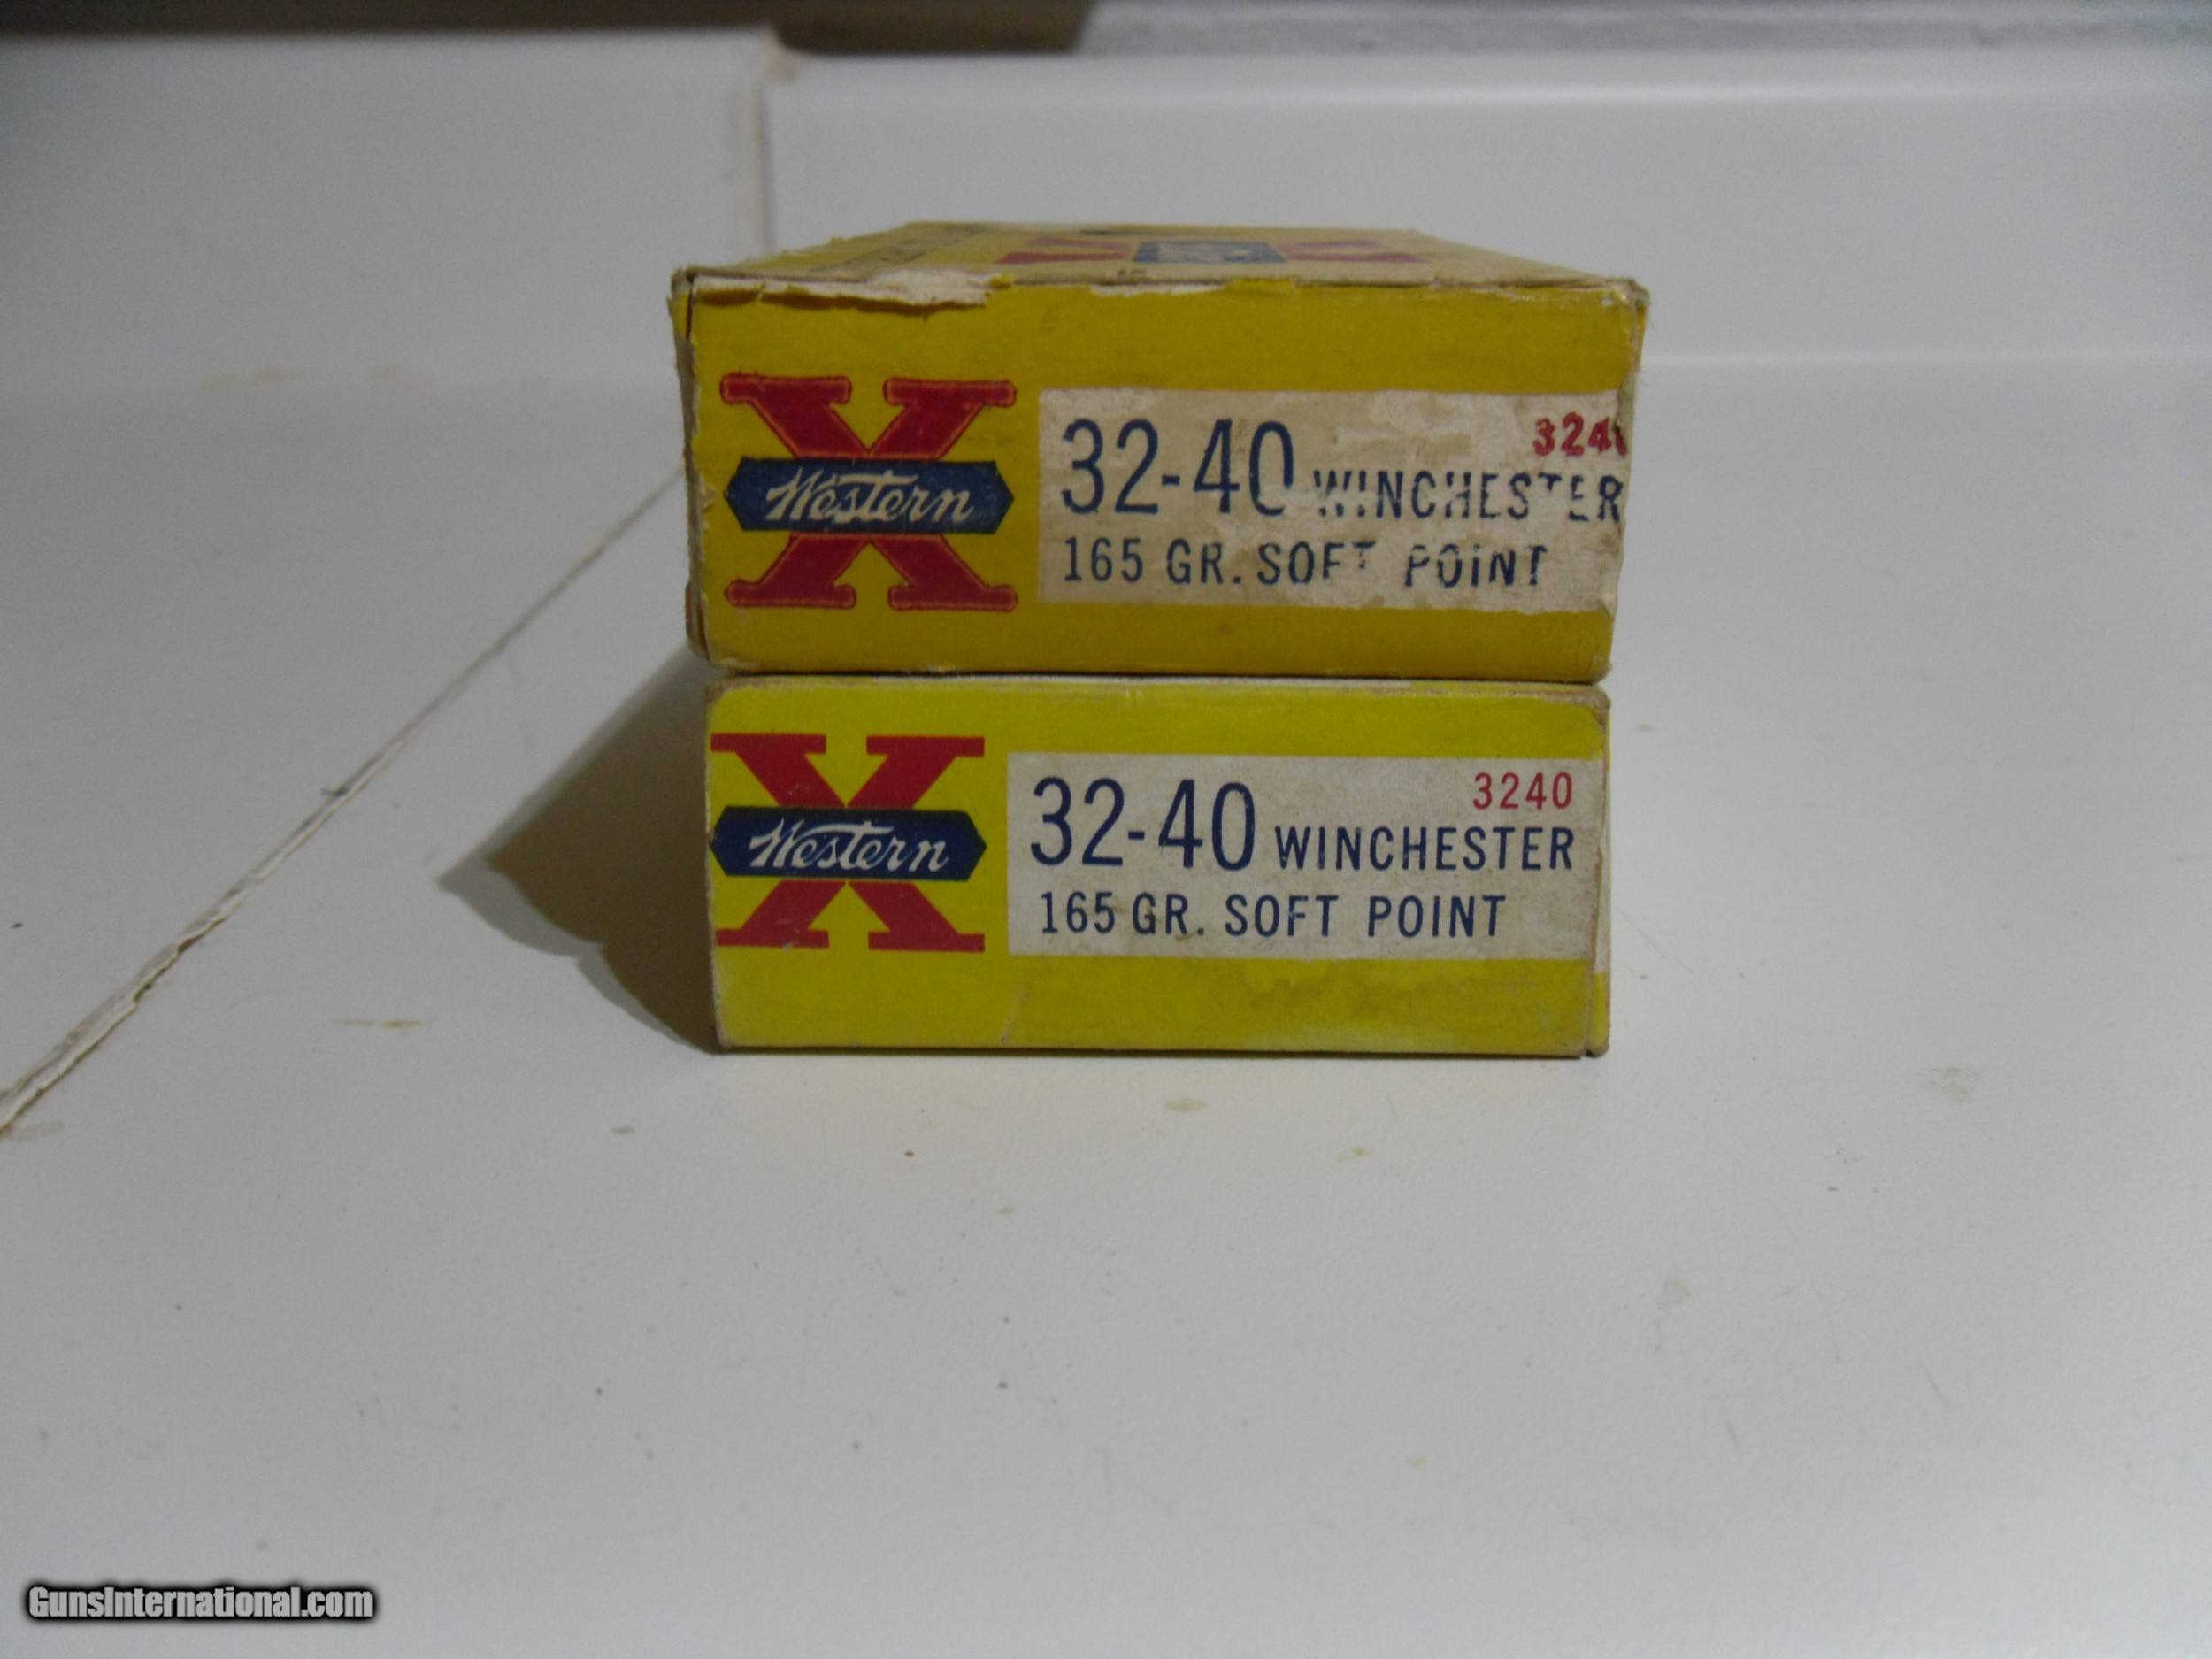 Western
324
32-40 WINCHESTER
165 GR. SOFT POINT
Western
3240
32-40 WINCHESTER
165 GR. SOFT POINT
GunsInternational.com